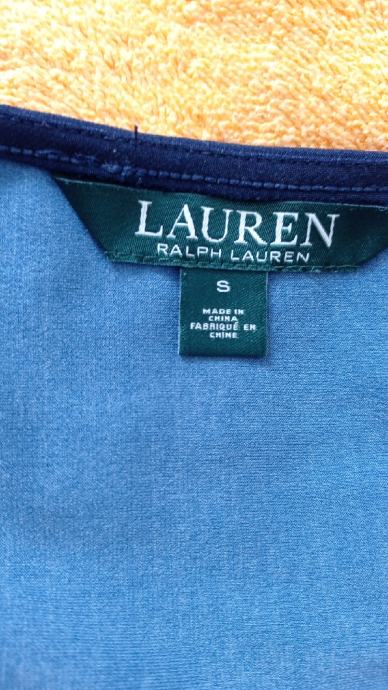 LAUREN
RALPH LAUREN
S
MADE IN
CHINA
FABRIQUÉ EN
CHINE